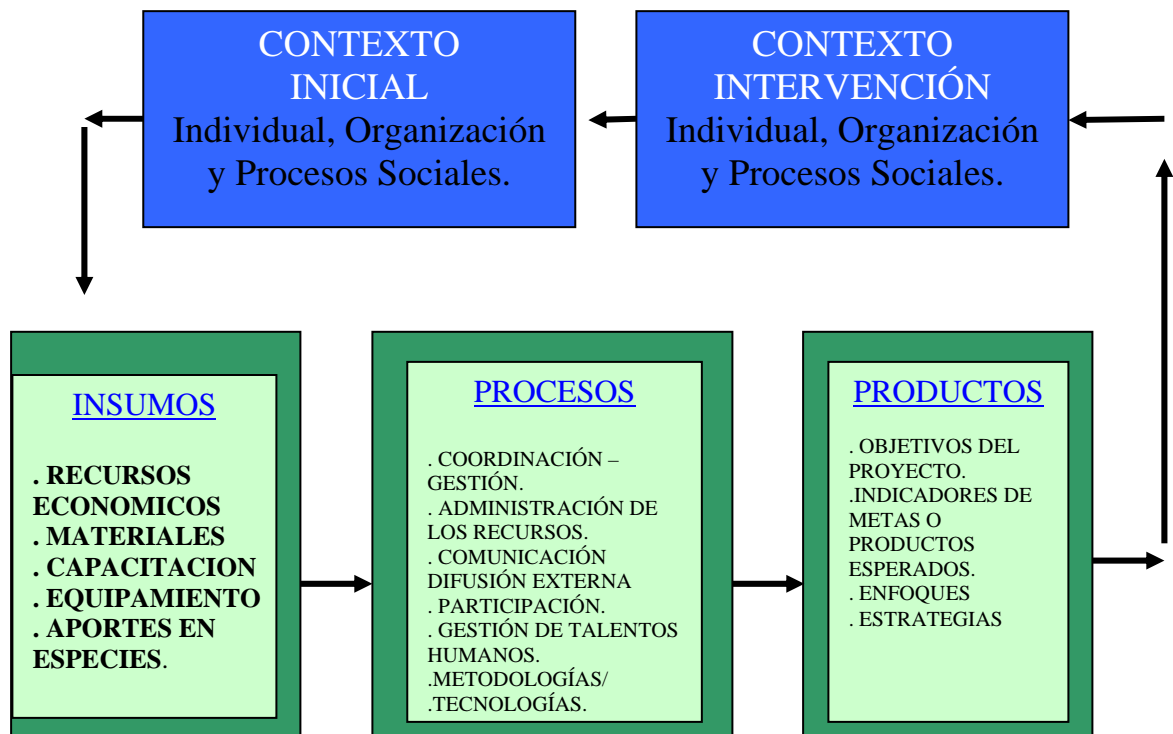 CONTEXTO
INICIAL
Individual, Organización
y Procesos Sociales.
CONTEXTO
INTERVENCIÓN
Individual, Organización
y Procesos Sociales.
INSUMOS
. RECURSOS
ECONOMICOS
. MATERIALES
. CAPACITACION
. EQUIPAMIENTO
. APORTES EN
ESPECIES.
PROCESOS
. COORDINACIÓN –
GESTIÓN.
. ADMINISTRACIÓN DE
LOS RECURSOS.
. COMUNICACIÓN
DIFUSIÓN EXTERNA
. PARTICIPACIÓN.
. GESTIÓN DE TALENTOS
HUMANOS.
.METODOLOGÍAS/
.TECNOLOGÍAS.
PRODUCTOS
. OBJETIVOS DEL
PROYECTO.
.INDICADORES DE
METAS O
PRODUCTOS
ESPERADOS.
. ENFOQUES
. ESTRATEGIAS